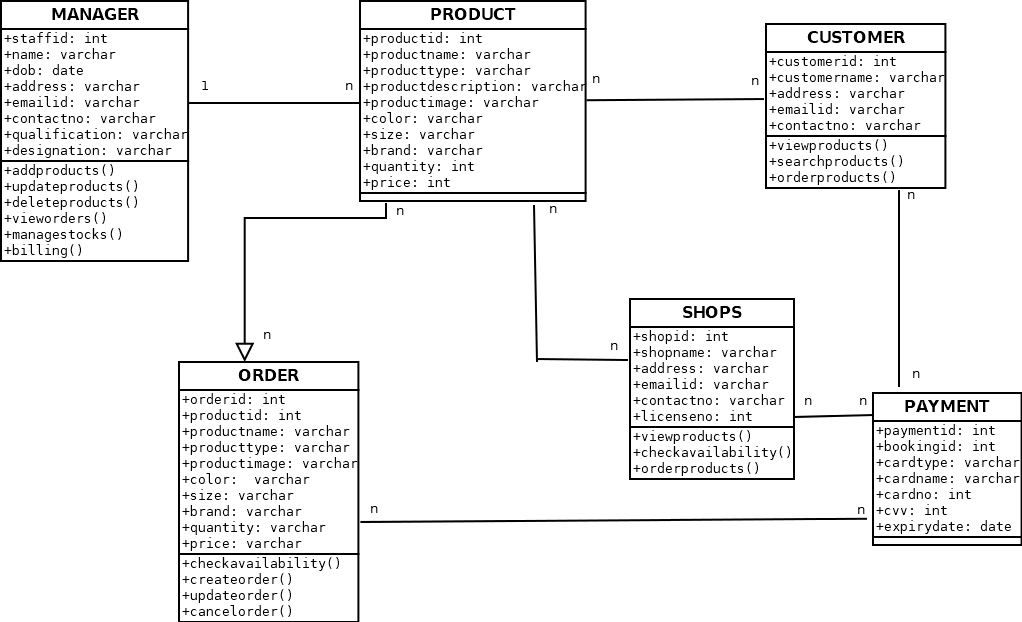 MANAGER
+staffid: int
+name: varchar
+dob: date
+address: varchar
+emailid: varchar
+contactno: varchar
+qualification: varchar
+designation: varchar
+addproducts()
+updateproducts()
+deleteproducts()
+vieworders()
+managestocks()
+billing()
1
n
PRODUCT
+productid: int
+productname: varchar
+producttype: varchar
+productdescription: varchar
+productimage: varchar
+color: varchar
+size: varchar
+brand: varchar
+quantity: int
+price: int
n
n
CUSTOMER
+customerid: int
+customername: varchar
+address: varchar
+emailid: varchar
+contactno: varchar
+viewproducts()
+searchproducts()
+orderproducts()
n
n
n
n
n
SHOPS
+shopid: int
+shopname: varchar
+address: varchar
+emailid: varchar
+contactno: varchar
+licenseno: int
+viewproducts()
+checkavailability()
+orderproducts()
n
n
n
ORDER
+orderid: int
+productid: int
+productname: varchar
+producttype: varchar
+productimage: varchar
+color:  varchar
+size: varchar
+brand: varchar
+quantity: varchar
+price: varchar
+checkavailability()
+createorder()
+updateorder()
+cancelorder()
n
n
PAYMENT
+paymentid: int
+bookingid: int
+cardtype: varchar
+cardname: varchar
+cardno: int
+cvv: int
+expirydate: date